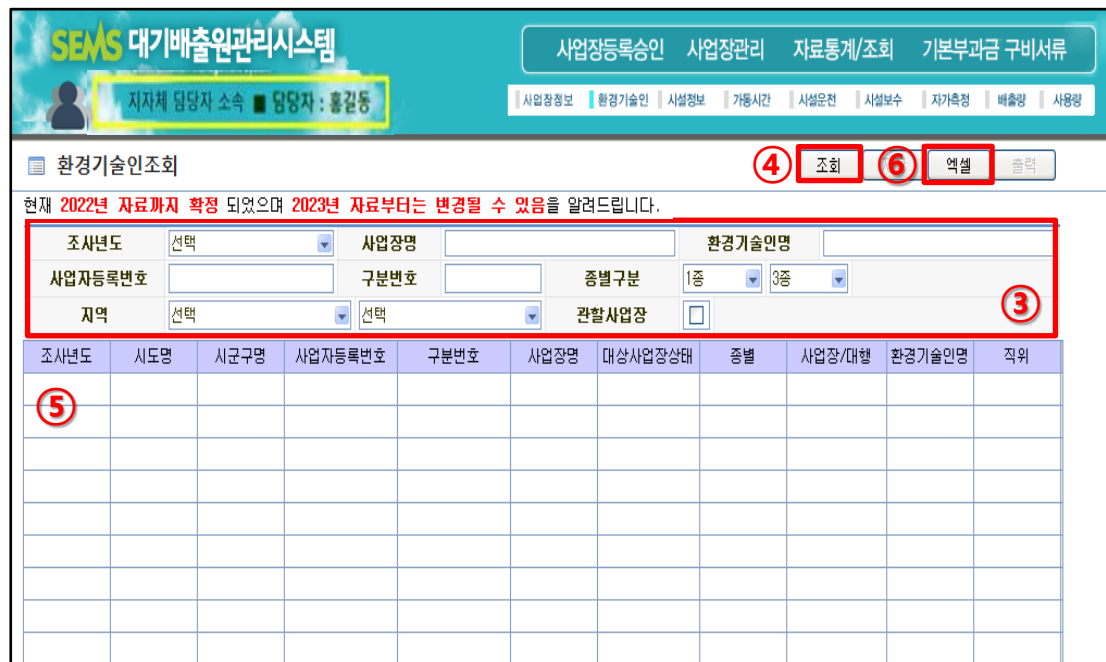 SEMS 대기배출원관리시스템
사업장등록승인 사업장관리 자료통계/조회 기본부과금 구비서류
지자체 담당자 소속 ■ 담당자 : 홍길동
사업장정보 환경기술인 시설정보 가동시간 시설운전 시설보수 자가측정 배출량 사용량
환경기술인조회
④ 조회 ⑥ 엑셀 출력
현재 2022년 자료까지 확정 되었으며 2023년 자료부터는 변경될 수 있음을 알려드립니다.
조사년도 선택 사업장명 환경기술인명
사업자등록번호 구분번호 종별구분 1종 3종
지역 선택 선택 관할사업장
③
조사년도 시도명 시군구명 사업자등록번호 구분번호 사업장명 대상사업장상태 종별 사업장/대행 환경기술인명 직위
⑤